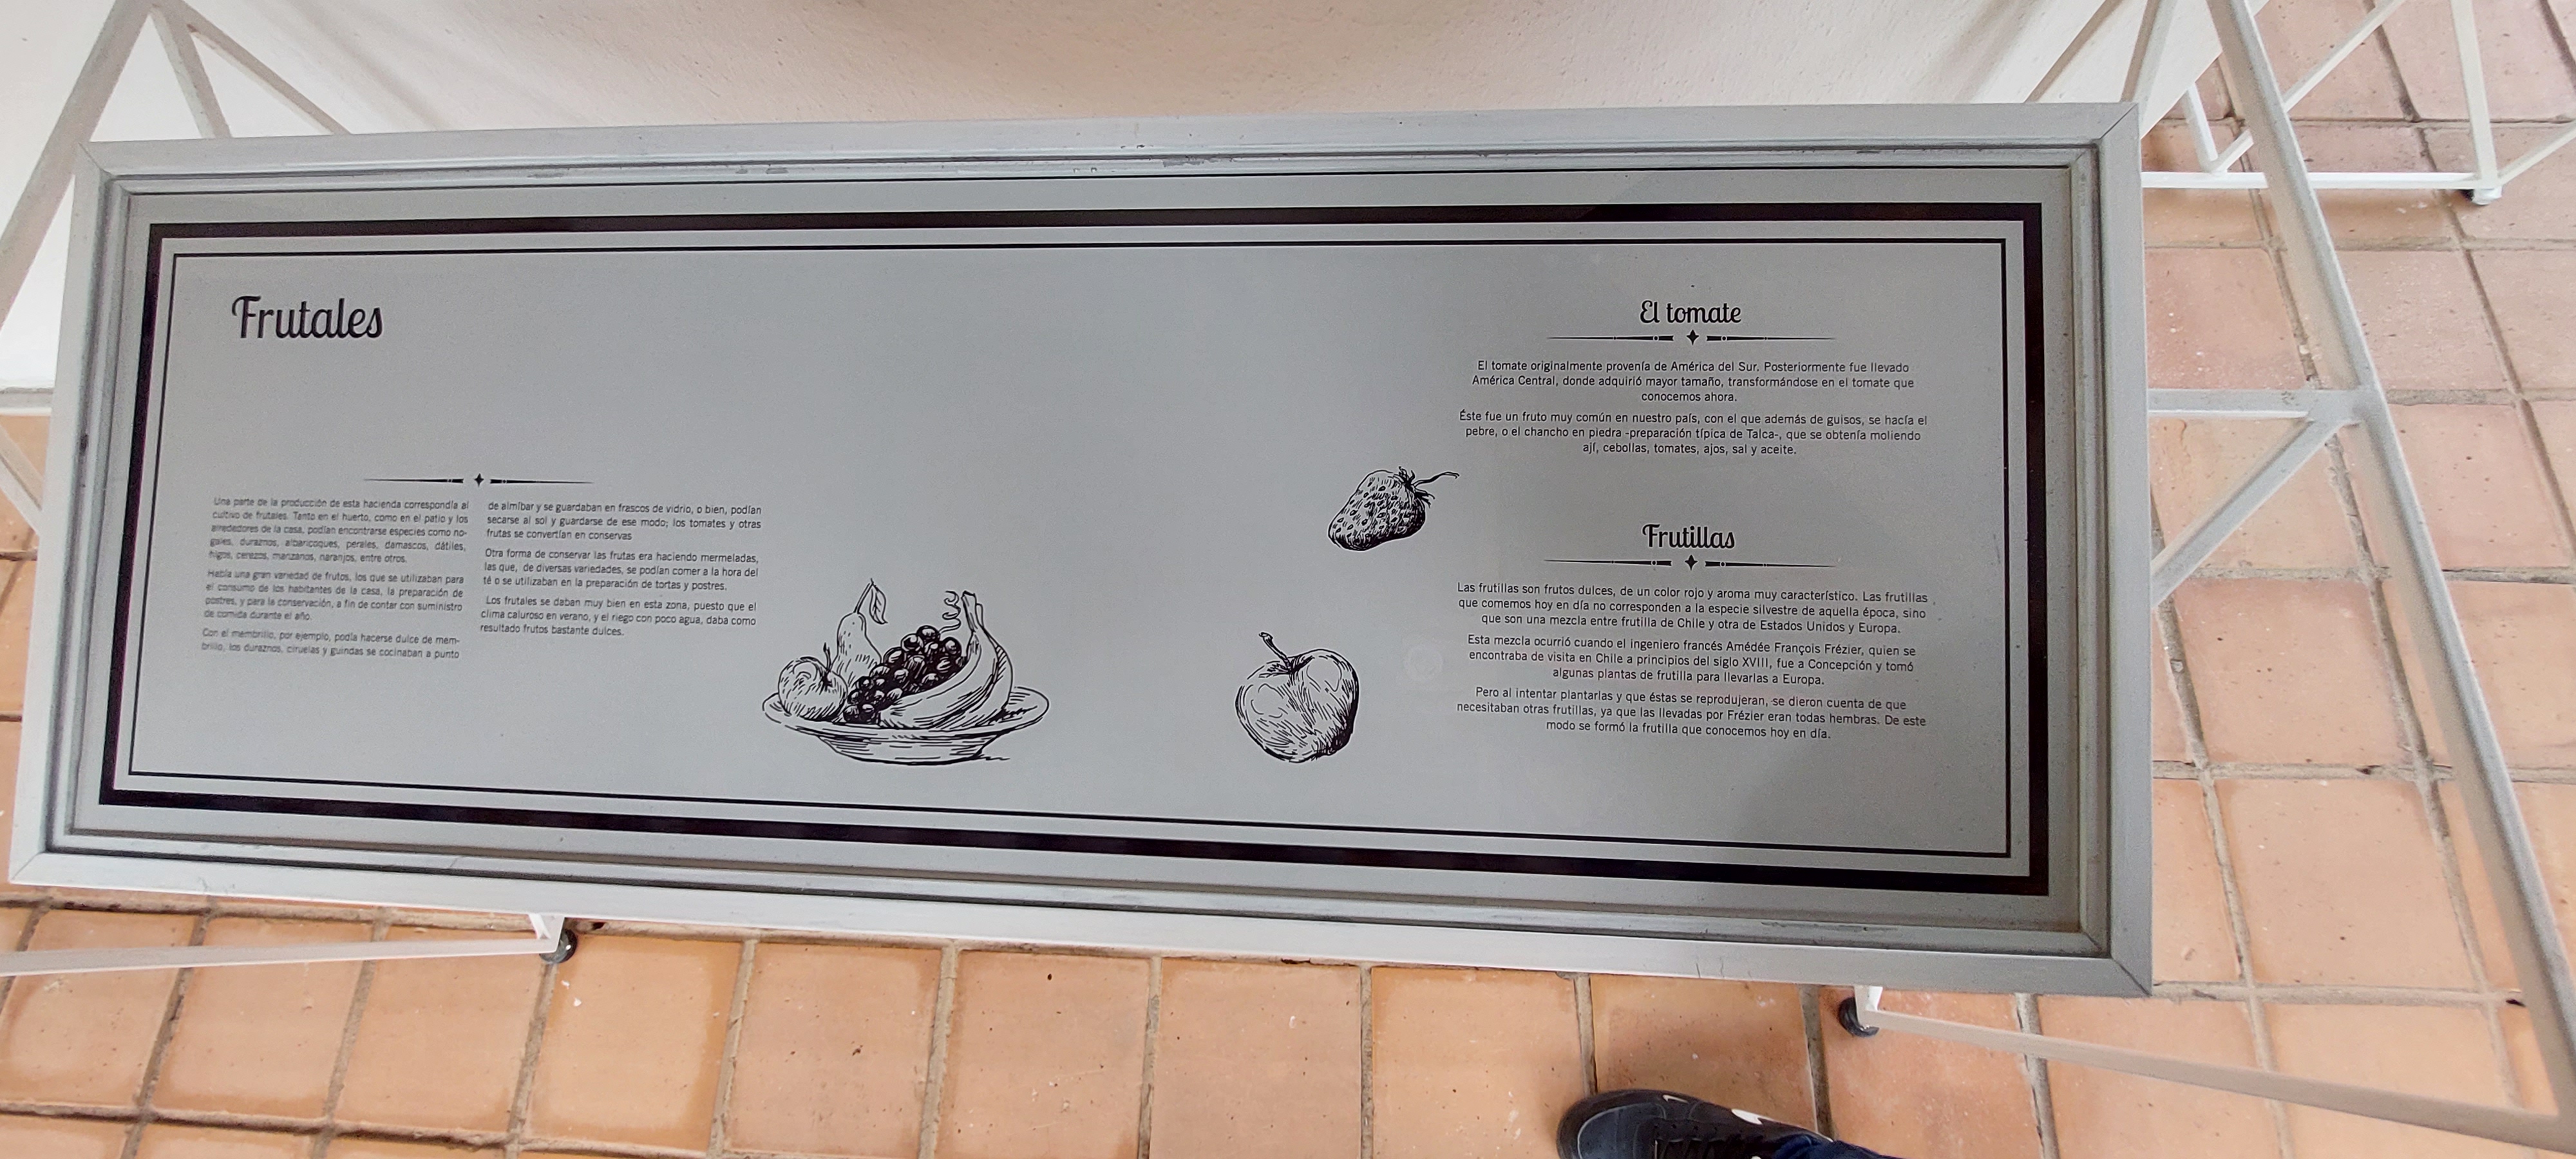 Frutales
Una parte de la producción de esta hacienda correspondía al
cultivo de frutales. Tanto en el huerto, como en el patio y los
alrededores de la casa, podían encontrarse especies como no-
gales, duraznos, albaricoques, perales, damascos, dátiles,
higos, cerezos, manzanos, naranjos, entre otros.
Había una gran variedad de frutos, los que se utilizaban para
el consumo de los habitantes de la casa, la preparación de
postres, y para la conservación, a fin de contar con suministro
de comida durante el año.
Con el membrillo, por ejemplo, podía hacerse dulce de mem-
brillo, los duraznos, ciruelas y guindas se cocinaban a punto
de almíbar y se guardaban en frascos de vidrio, o bien, podían
secarse al sol y guardarse de ese modo; los tomates y otras
frutas se convertían en conservas
Otra forma de conservar las frutas era haciendo mermeladas,
las que, de diversas variedades, se podían comer a la hora del
té o se utilizaban en la preparación de tortas y postres.
Los frutales se daban muy bien en esta zona, puesto que el
clima caluroso en verano, y el riego con poco agua, daba como
resultado frutos bastante dulces.
El tomate
El tomate originalmente provenía de América del Sur. Posteriormente fue llevado
América Central, donde adquirió mayor tamaño, transformándose en el tomate que
conocemos ahora.
Éste fue un fruto muy común en nuestro país, con el que además de guisos, se hacía el
pebre, o el chancho en piedra -preparación típica de Talca-, que se obtenía moliendo
ají, cebollas, tomates, ajos, sal y aceite.
Frutillas
Las frutillas son frutos dulces, de un color rojo y aroma muy característico. Las frutillas
que comemos hoy en día no corresponden a la especie silvestre de aquella época, sino
que son una mezcla entre frutilla de Chile y otra de Estados Unidos y Europa.
Esta mezcla ocurrió cuando el ingeniero francés Amédée François Frézier, quien se
encontraba de visita en Chile a principios del siglo XVIII, fue a Concepción y tomó
algunas plantas de frutilla para llevarlas a Europa.
Pero al intentar plantarlas y que éstas se reprodujeran, se dieron cuenta de que
necesitaban otras frutillas, ya que las llevadas por Frézier eran todas hembras. De este
modo se formó la frutilla que conocemos hoy en día.